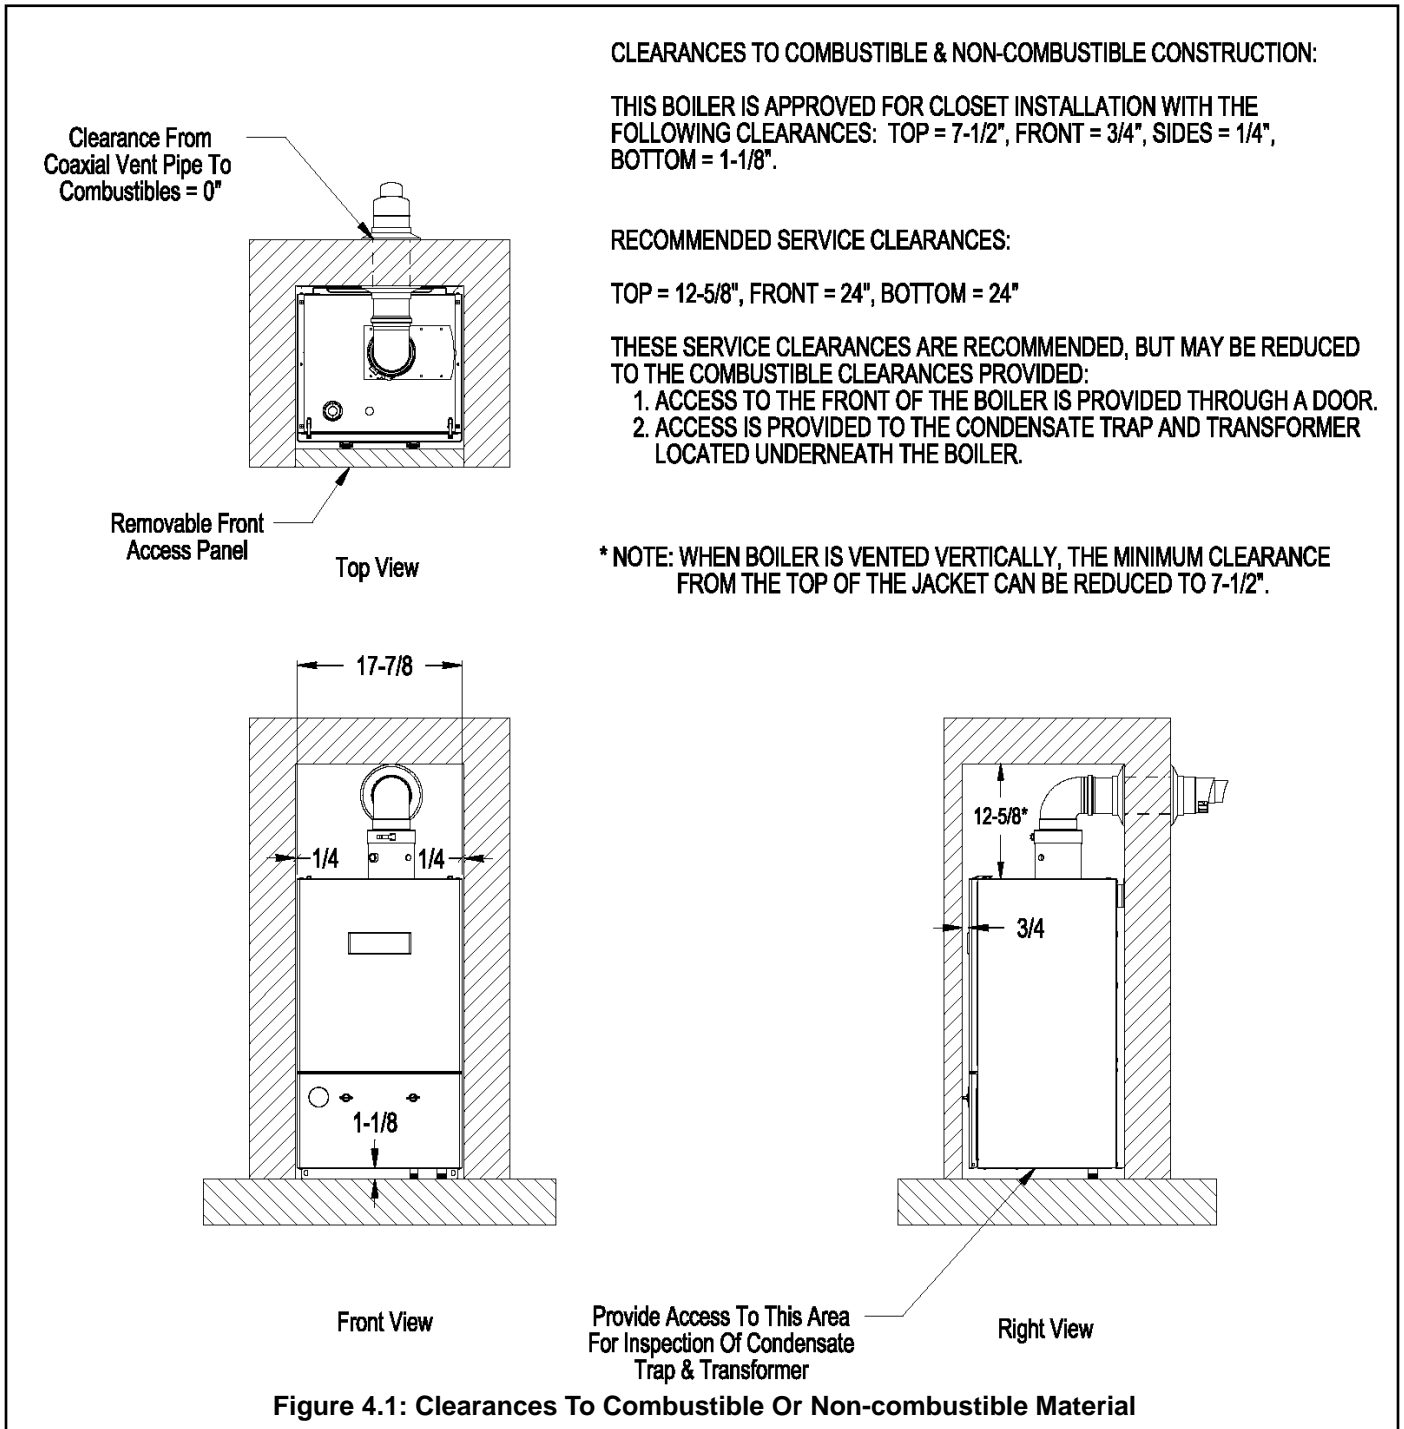 CLEARANCES TO COMBUSTIBLE & NON-COMBUSTIBLE CONSTRUCTION:
THIS BOILER IS APPROVED FOR CLOSET INSTALLATION WITH THE
FOLLOWING CLEARANCES: TOP = 7-1/2", FRONT = 3/4", SIDES = 1/4",
BOTTOM = 1-1/8".
Clearance From
Coaxial Vent Pipe To
Combustibles = 0"
RECOMMENDED SERVICE CLEARANCES:
TOP = 12-5/8", FRONT = 24", BOTTOM = 24"
THESE SERVICE CLEARANCES ARE RECOMMENDED, BUT MAY BE REDUCED
TO THE COMBUSTIBLE CLEARANCES PROVIDED:
1. ACCESS TO THE FRONT OF THE BOILER IS PROVIDED THROUGH A DOOR.
2. ACCESS IS PROVIDED TO THE CONDENSATE TRAP AND TRANSFORMER
LOCATED UNDERNEATH THE BOILER.
Removable Front
Access Panel
Top View
* NOTE: WHEN BOILER IS VENTED VERTICALLY, THE MINIMUM CLEARANCE
FROM THE TOP OF THE JACKET CAN BE REDUCED TO 7-1/2".
17-7/8
1/4
1/4
1-1/8
Front View
12-5/8*
3/4
Provide Access To This Area
For Inspection Of Condensate
Trap & Transformer
Right View
Figure 4.1: Clearances To Combustible Or Non-combustible Material